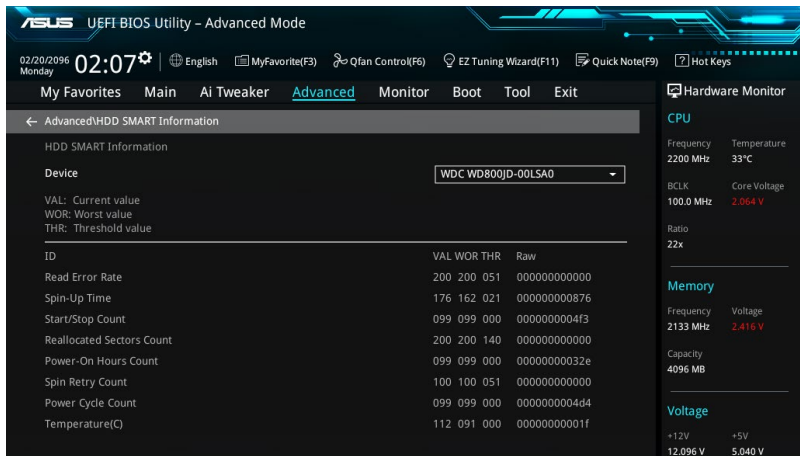 ASUS UEFI BIOS Utility – Advanced Mode
02/20/2096
Monday
02:07
English MyFavorite(F3) Qfan Control(F6) EZ Tuning Wizard(F11) Quick Note(F9) ? Hot Keys
My Favorites Main Ai Tweaker Advanced Monitor Boot Tool Exit
← Advanced\HDD SMART Information
HDD SMART Information
Device WDC WD800JD-00LSA0
VAL: Current value
WOR: Worst value
THR: Threshold value
ID VAL WOR THR Raw
Read Error Rate 200 200 051 000000000000
Spin-Up Time 176 162 021 000000000876
Start/Stop Count 099 099 000 0000000004f3
Reallocated Sectors Count 200 200 140 000000000000
Power-On Hours Count 099 099 000 00000000032e
Spin Retry Count 100 100 051 000000000000
Power Cycle Count 099 099 000 0000000004d4
Temperature(C) 112 091 000 00000000001f
Hardware Monitor
CPU
Frequency Temperature
2200 MHz 33°C
BCLK Core Voltage
100.0 MHz 2.064 V
Ratio
22x
Memory
Frequency Voltage
2133 MHz 2.416 V
Capacity
4096 MB
Voltage
+12V +5V
12.096 V 5.040 V